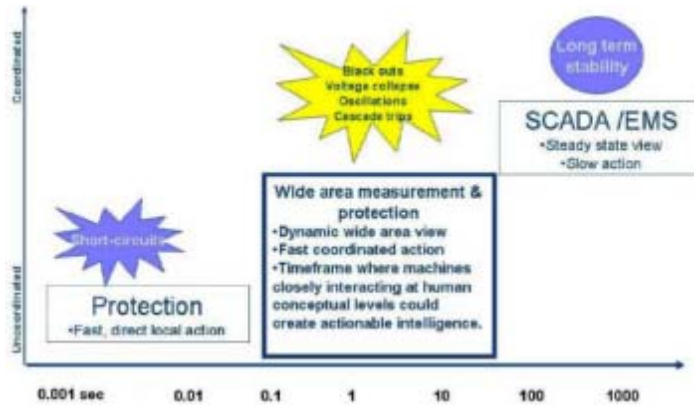 Coordinated
Uncoordinated
Black outs
Voltage collapse
Oscillations
Cascade trips
Long term
stability
SCADA /EMS
•Steady state view
•Slow action
Wide area measurement &
protection
•Dynamic wide area view
•Fast coordinated action
•Timeframe where machines
closely interacting at human
conceptual levels could
create actionable intelligence.
Short-circuits
Protection
•Fast, direct local action
0.001 sec 0.01 0.1 1 10 100 1000